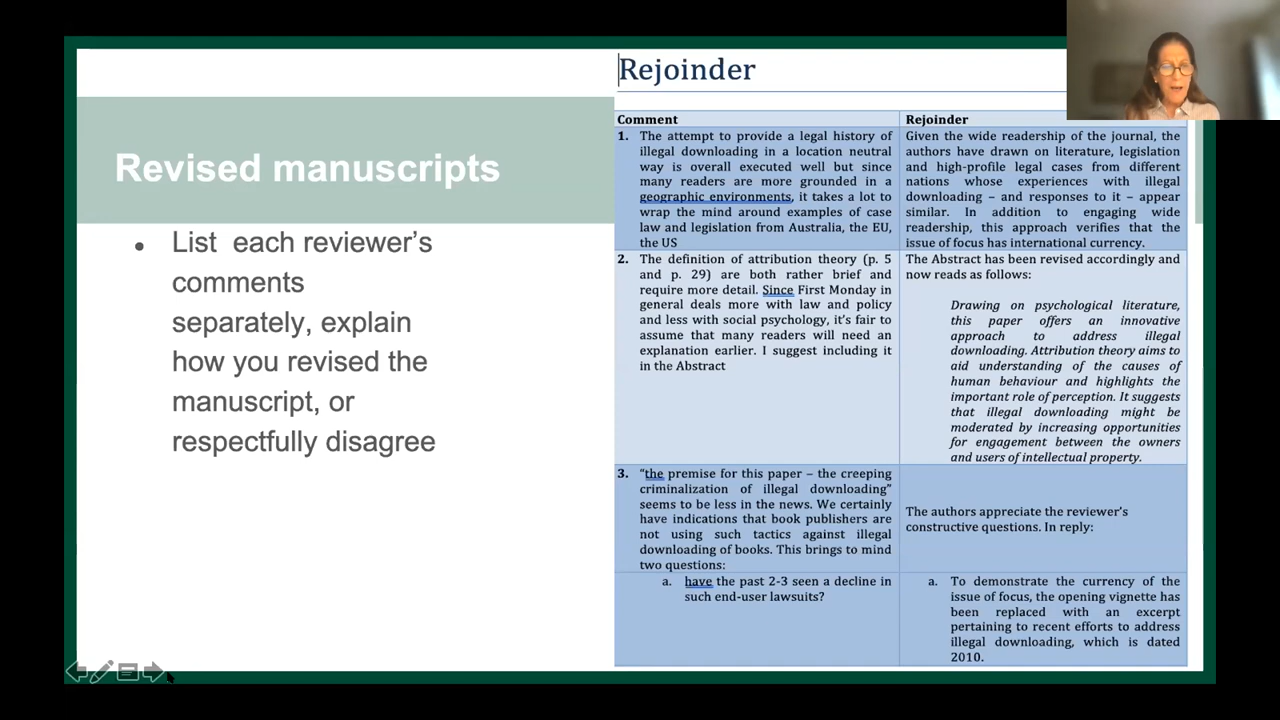 Revised manuscripts
• List each reviewer's
comments
separately, explain
how you revised the
manuscript, or
respectfully disagree
Rejoinder
Comment
1. The attempt to provide a legal history of
illegal downloading in a location neutral
way is overall executed well but since
many readers are more grounded in a
geographic environments, it takes a lot to
wrap the mind around examples of case
law and legislation from Australia, the EU,
the US
Rejoinder
Given the wide readership of the journal, the
authors have drawn on literature, legislation
and high-profile legal cases from different
nations whose experiences with illegal
downloading – and responses to it – appear
similar. In addition to engaging wide
readership, this approach verifies that the
issue of focus has international currency.
2. The definition of attribution theory (p. 5
and p. 29) are both rather brief and
require more detail. Since First Monday in
general deals more with law and policy
and less with social psychology, it's fair to
assume that many readers will need an
explanation earlier. I suggest including it
in the Abstract
The Abstract has been revised accordingly and
now reads as follows:
Drawing on psychological literature,
this paper offers an innovative
approach to address illegal
downloading. Attribution theory aims to
aid understanding of the causes of
human behaviour and highlights the
important role of perception. It suggests
that illegal downloading might be
moderated by increasing opportunities
for engagement between the owners
and users of intellectual property.
3. "the premise for this paper – the creeping
criminalization of illegal downloading"
seems to be less in the news. We certainly
have indications that book publishers are
not using such tactics against illegal
downloading of books. This brings to mind
two questions:
The authors appreciate the reviewer's
constructive questions. In reply:
a. have the past 2-3 seen a decline in
such end-user lawsuits?
a. To demonstrate the currency of the
issue of focus, the opening vignette has
been replaced with an excerpt
pertaining to recent efforts to address
illegal downloading, which is dated
2010.